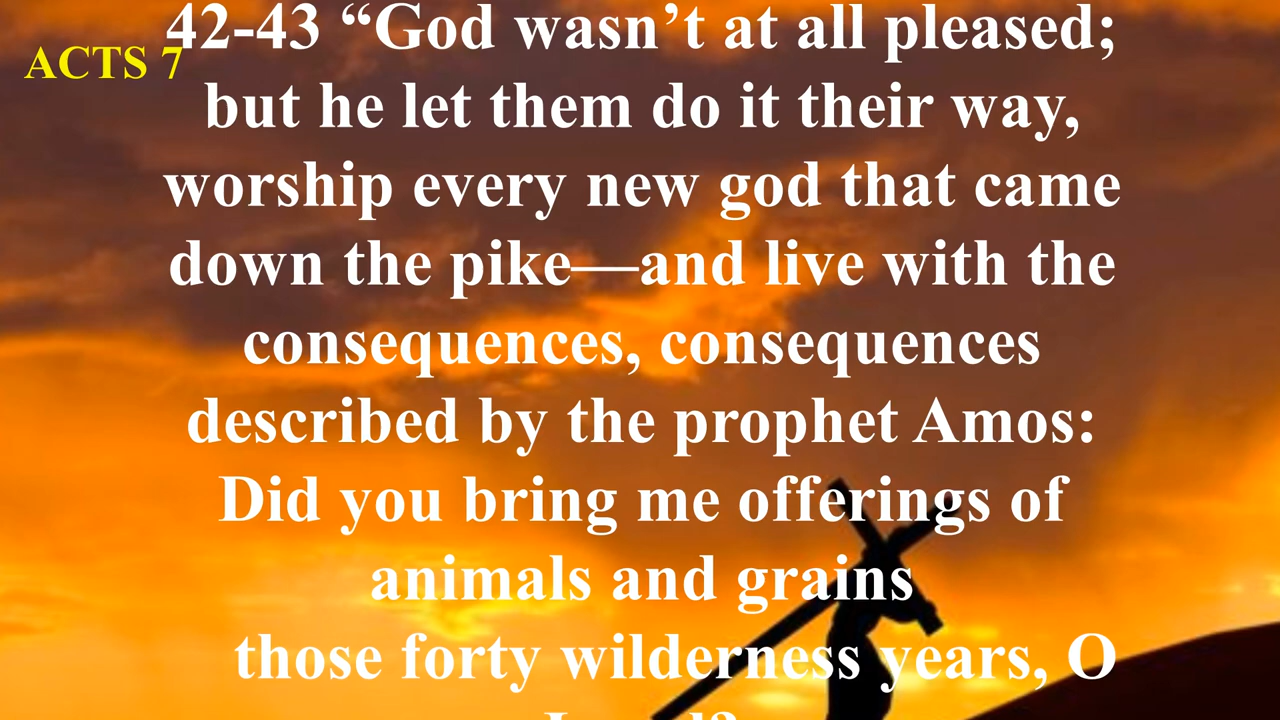 42-43 “God wasn’t at all pleased;
ACTS 7
but he let them do it their way,
worship every new god that came
down the pike—and live with the
consequences, consequences
described by the prophet Amos:
Did you bring me offerings of
animals and grains
those forty wilderness years, O